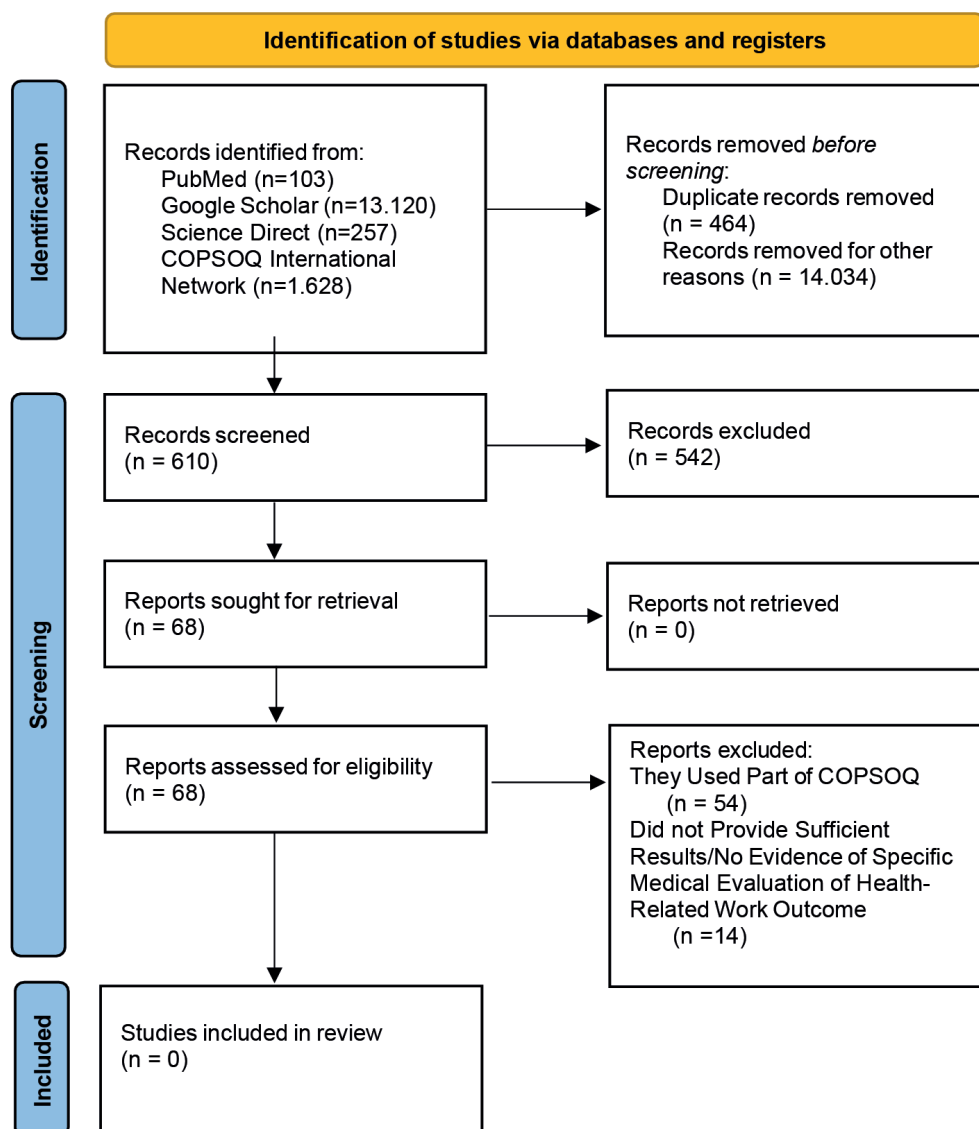 Identification of studies via databases and registers
Identification
Records identified from:
PubMed (n=103)
Google Scholar (n=13.120)
Science Direct (n=257)
COPSOQ International
Network (n=1.628)
Records removed before
screening:
Duplicate records removed
(n = 464)
Records removed for other
reasons (n = 14.034)
Screening
Records screened
(n = 610)
Records excluded
(n = 542)
Reports sought for retrieval
(n = 68)
Reports not retrieved
(n = 0)
Reports assessed for eligibility
(n = 68)
Reports excluded:
They Used Part of COPSOQ
(n = 54)
Did not Provide Sufficient
Results/No Evidence of Specific
Medical Evaluation of Health-
Related Work Outcome
(n =14)
Included
Studies included in review
(n = 0)